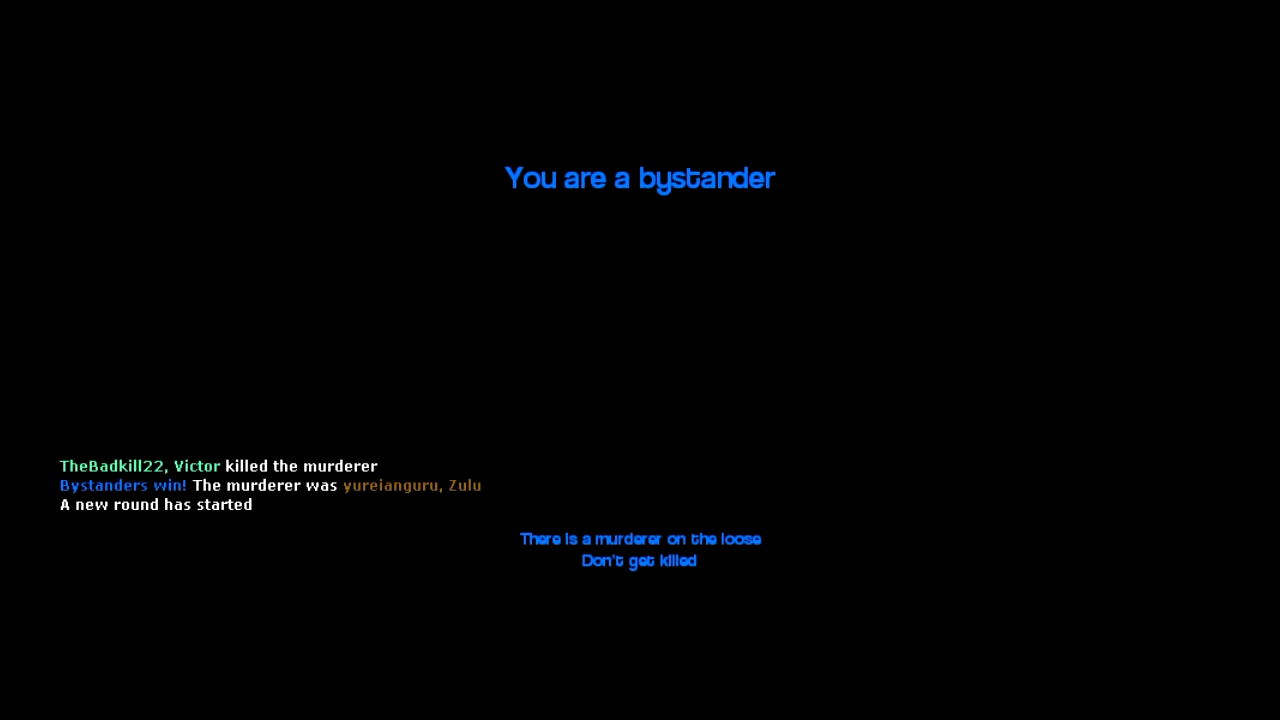 You are a bystander
TheBadkill22, Victor killed the murderer
Bystanders win! The murderer was yureianguru, Zulu
A new round has started
There is a murderer on the loose
Don't get killed